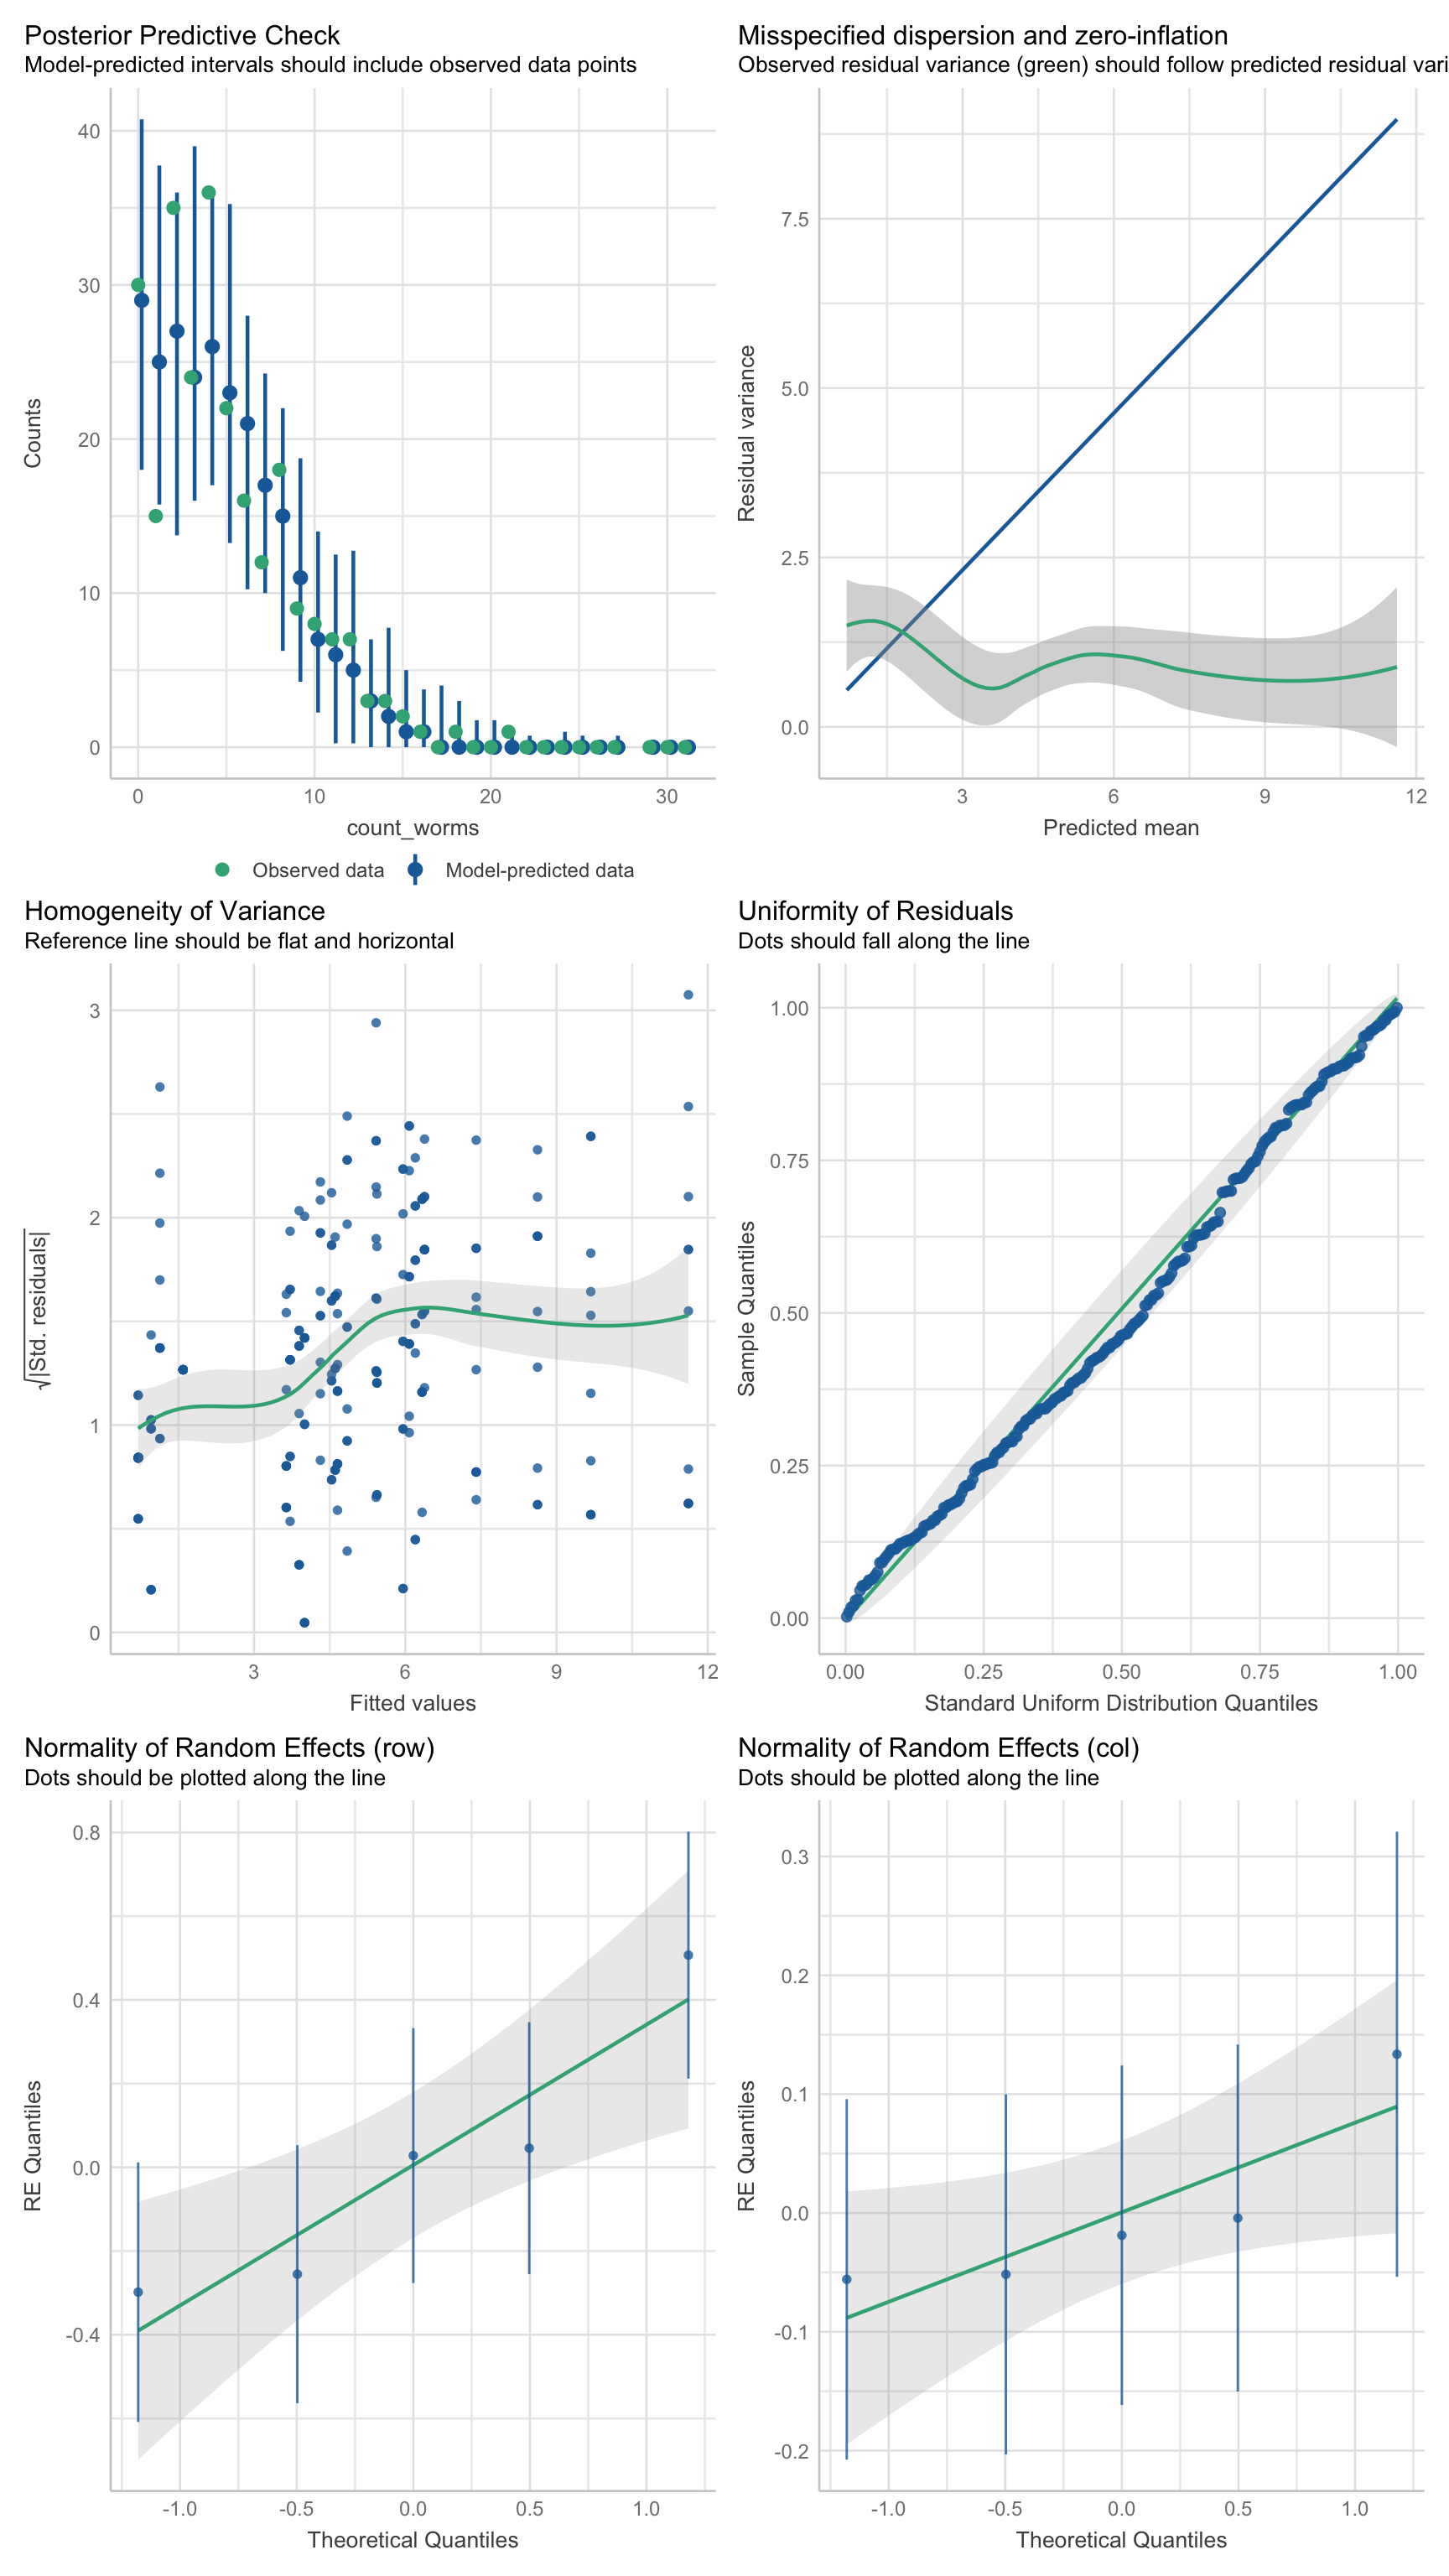 Posterior Predictive Check
Model-predicted intervals should include observed data points
40
30
20
10
0
Counts
0 10 20 30
count_worms
Observed data Model-predicted data
Misspecified dispersion and zero-inflation
Observed residual variance (green) should follow predicted residual vari
7.5
5.0
2.5
0.0
Residual variance
3 6 9 12
Predicted mean
Homogeneity of Variance
Reference line should be flat and horizontal
3
2
1
0
√|Std. residuals|
3 6 9 12
Fitted values
Uniformity of Residuals
Dots should fall along the line
1.00
0.75
0.50
0.25
0.00
Sample Quantiles
0.00 0.25 0.50 0.75 1.00
Standard Uniform Distribution Quantiles
Normality of Random Effects (row)
Dots should be plotted along the line
0.8
0.4
0.0
-0.4
RE Quantiles
-1.0 -0.5 0.0 0.5 1.0
Theoretical Quantiles
Normality of Random Effects (col)
Dots should be plotted along the line
0.3
0.2
0.1
0.0
-0.1
-0.2
RE Quantiles
-1.0 -0.5 0.0 0.5 1.0
Theoretical Quantiles